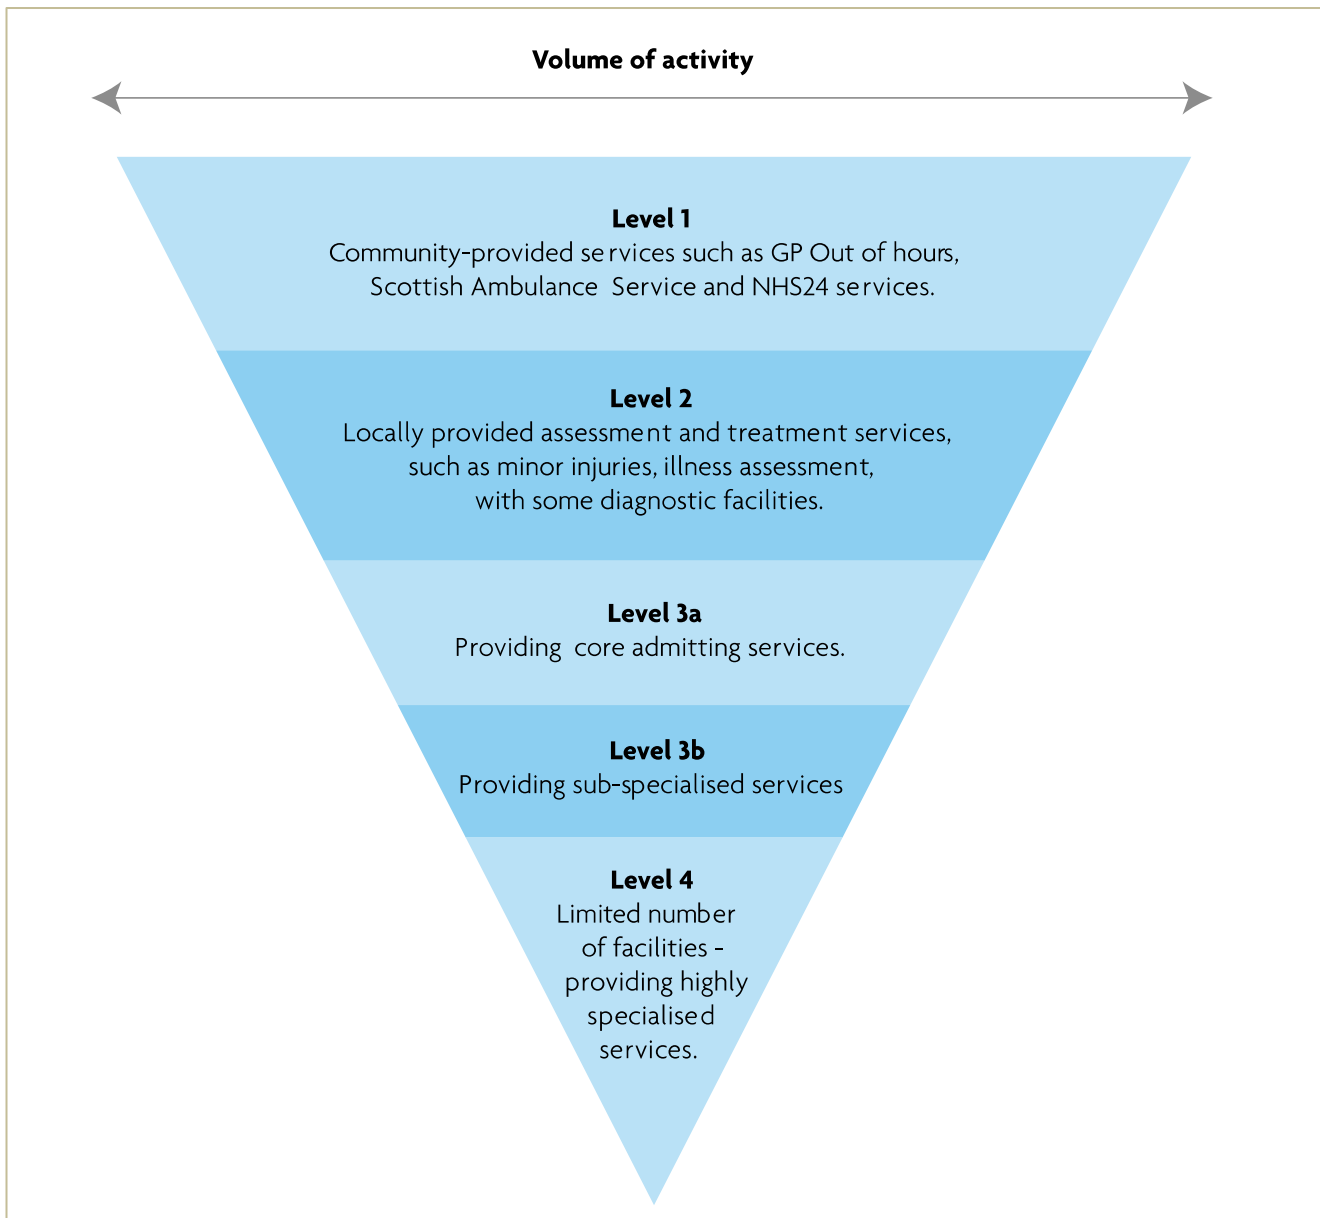 Volume of activity
Level 1
Community-provided services such as GP Out of hours,
Scottish Ambulance Service and NHS24 services.
Level 2
Locally provided assessment and treatment services,
such as minor injuries, illness assessment,
with some diagnostic facilities.
Level 3a
Providing core admitting services.
Level 3b
Providing sub-specialised services
Level 4
Limited number
of facilities -
providing highly
specialised
services.